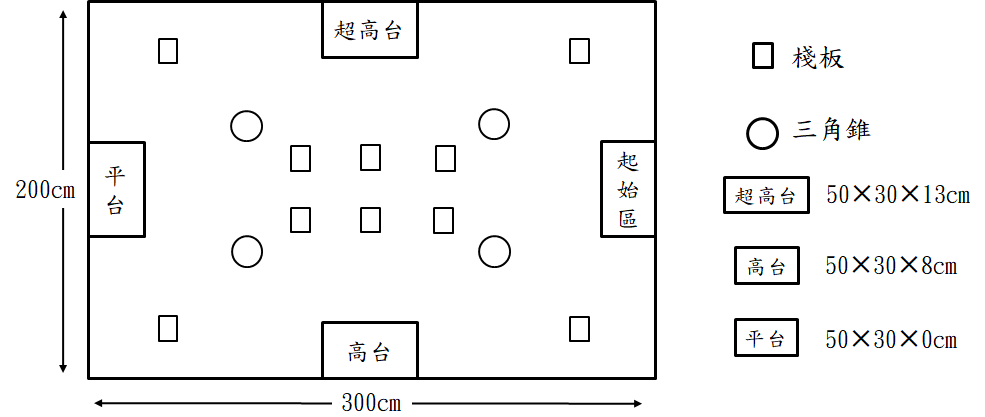 超高台
平台
200cm
起始區
高台
300cm
棧板
三角錐
超高台 50×30×13cm
高台 50×30×8cm
平台 50×30×0cm